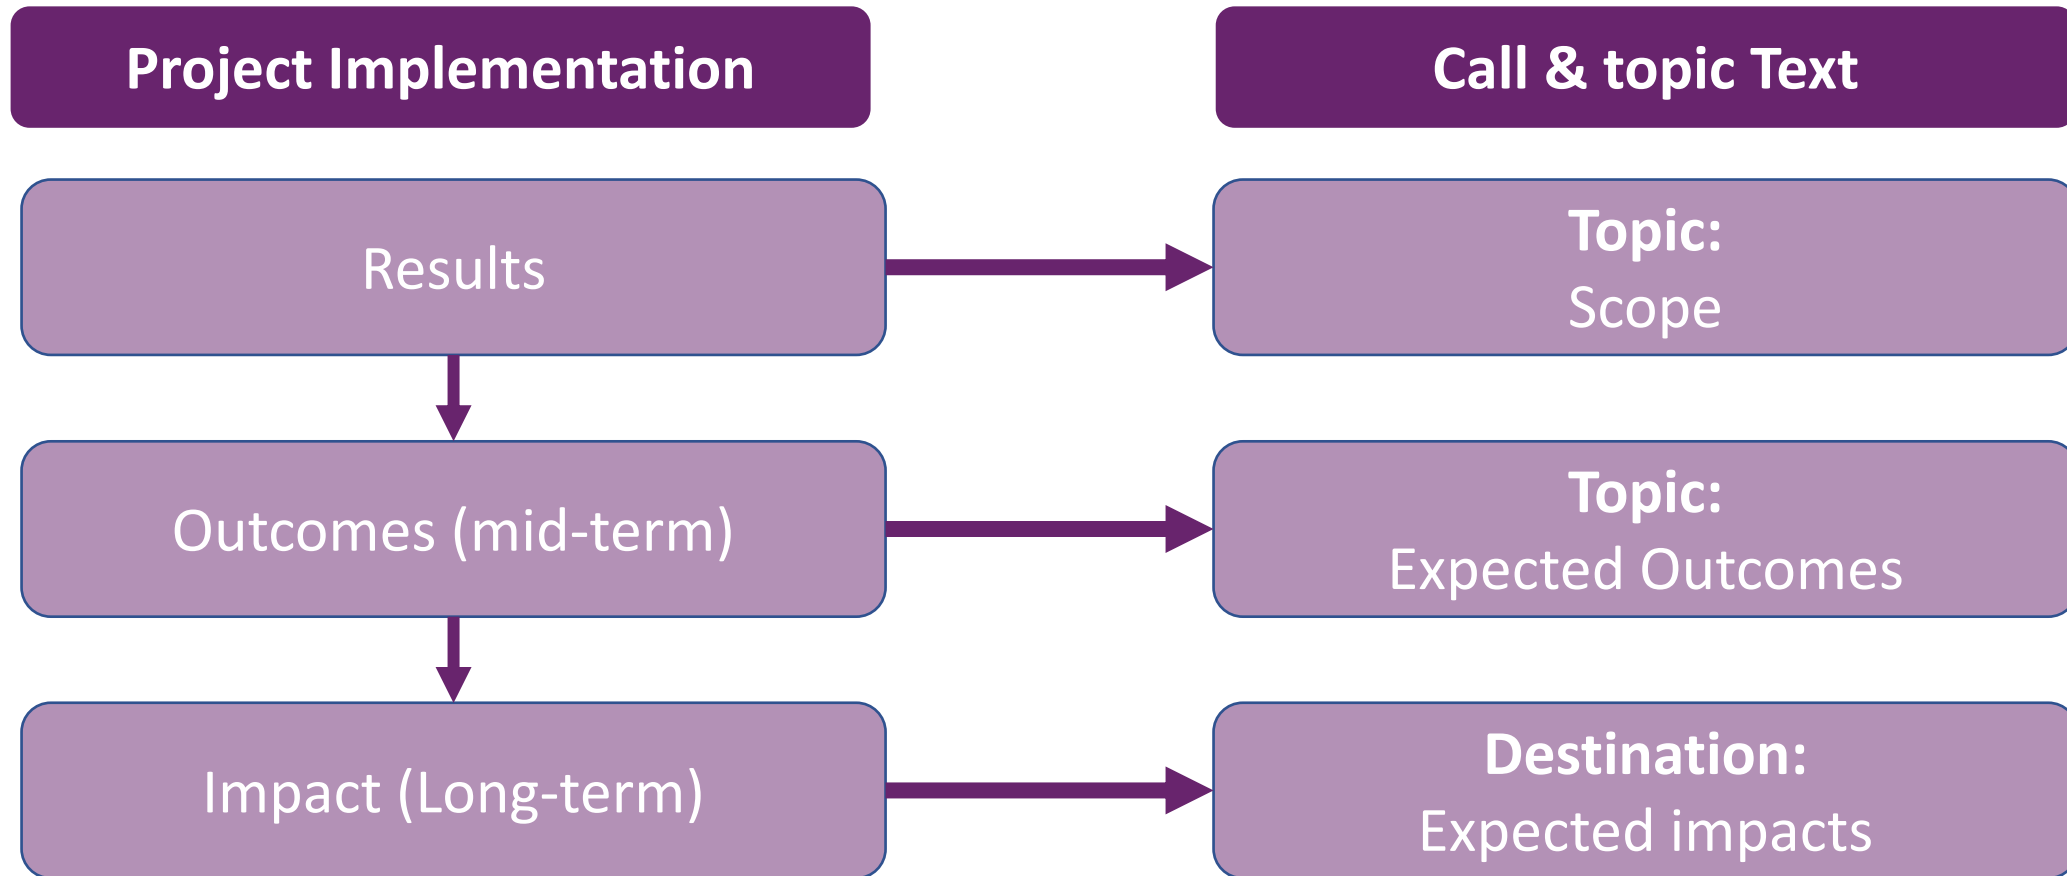 Project Implementation
Call & topic Text
Results
Topic:
Scope
Outcomes (mid-term)
Topic:
Expected Outcomes
Impact (Long-term)
Destination:
Expected impacts